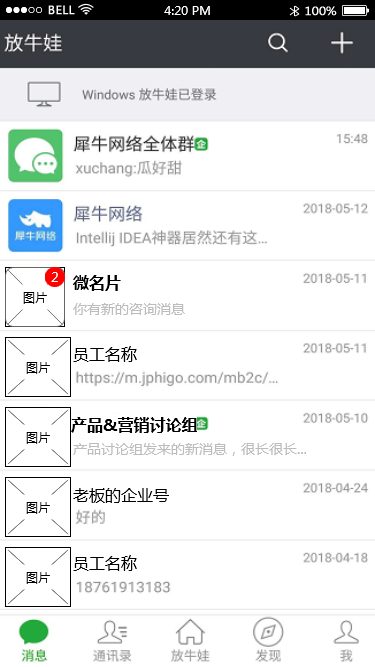 BELL 4:20 PM 100%
放牛娃
Windows 放牛娃已登录
犀牛网络全体群企 15:48
xuchang:瓜好甜
犀牛网络 2018-05-12
犀牛网络 Intellij IDEA神器居然还有这...
2 微名片 2018-05-11
图片
你有新的咨询消息
员工名称 2018-05-11
图片
https://m.jphigo.com/mb2c/...
产品&营销讨论组企 2018-05-10
图片
产品讨论组发来的新消息，很长很长...
老板的企业号 2018-04-24
图片
好的
员工名称 2018-04-18
图片
18761913183
消息 通讯录 放牛娃 发现 我